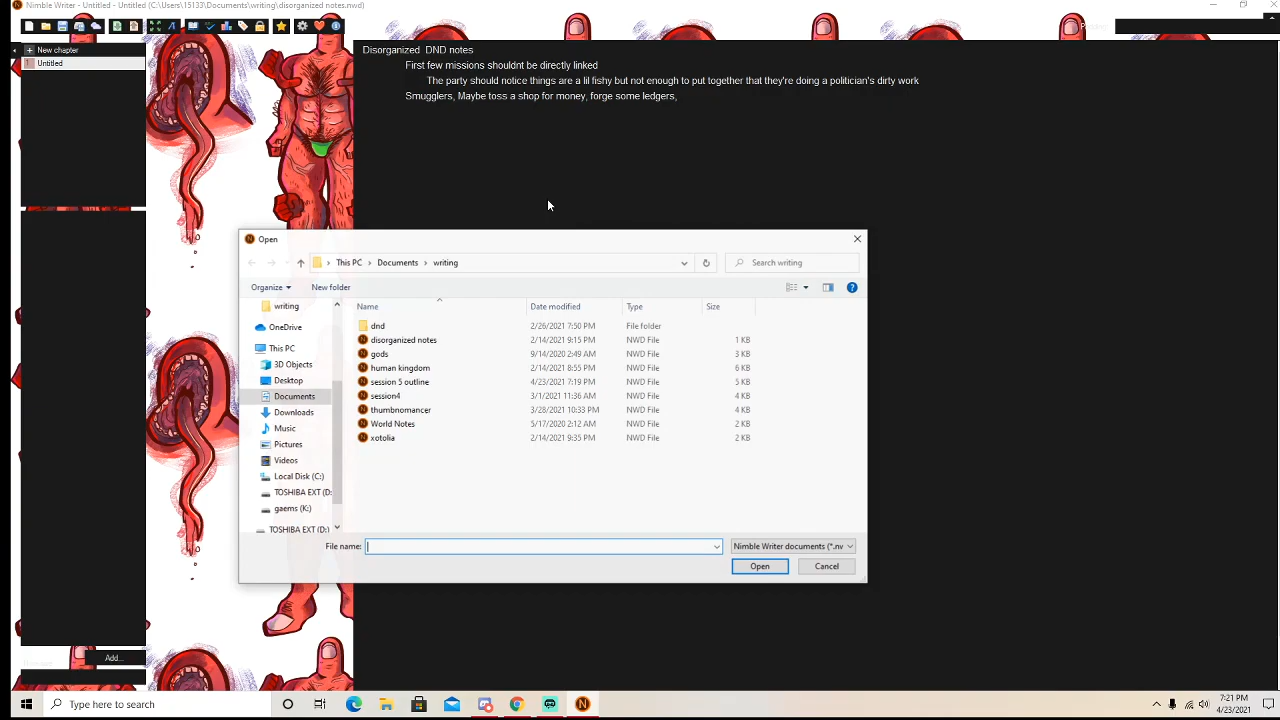 Nimble Writer - Untitled - Untitled (C:\Users\15133\Documents\writing\disorganized notes.nwd)
New chapter
Untitled
Disorganized DND notes
First few missions shouldnt be directly linked
The party should notice things are a lil fishy but not enough to put together that they're doing a politician's dirty work
Smugglers, Maybe toss a shop for money, forge some ledgers,
Open
This PC > Documents > writing
Search writing
Organize
New folder
Name Date modified Type Size
writing
OneDrive
This PC
3D Objects
Desktop
Documents
Downloads
Music
Pictures
Videos
Local Disk (C:)
TOSHIBA EXT (D:
gaems (K:)
TOSHIBA EXT (D:)
dnd 2/26/2021 7:50 PM File folder
disorganized notes 2/14/2021 9:15 PM NWD File 1 KB
gods 9/14/2020 2:49 AM NWD File 3 KB
human kingdom 2/14/2021 8:55 PM NWD File 6 KB
session 5 outline 4/23/2021 7:19 PM NWD File 5 KB
session4 3/1/2021 11:36 AM NWD File 4 KB
thumbnomancer 3/28/2021 10:33 PM NWD File 4 KB
World Notes 5/17/2020 2:12 AM NWD File 2 KB
xotolia 2/14/2021 9:35 PM NWD File 2 KB
File name:
Nimble Writer documents (*.nv
Open
Cancel
Add...
Type here to search
7:21 PM
4/23/2021